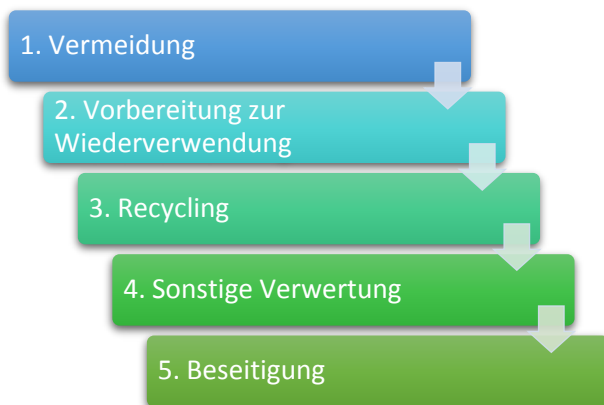 1. Vermeidung
2. Vorbereitung zur
Wiederverwendung
3. Recycling
4. Sonstige Verwertung
5. Beseitigung